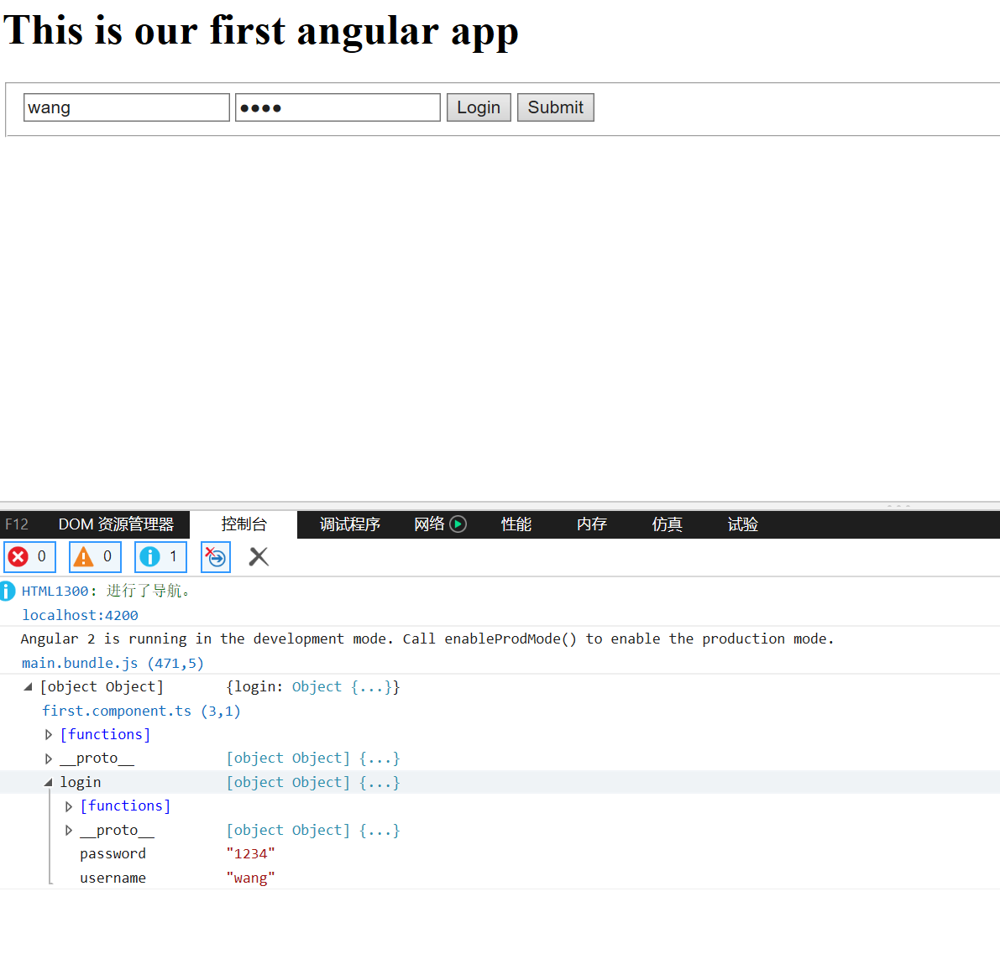 This is our first angular app
wang •••• Login Submit
F12 DOM 资源管理器 控制台 调试程序 网络 性能 内存 仿真 试验
0 0 1
HTML1300: 进行了导航。
localhost:4200
Angular 2 is running in the development mode. Call enableProdMode() to enable the production mode.
main.bundle.js (471,5)
[object Object] {login: Object {...}}
first.component.ts (3,1)
[functions]
__proto__ [object Object] {...}
login [object Object] {...}
[functions]
__proto__ [object Object] {...}
password "1234"
username "wang"